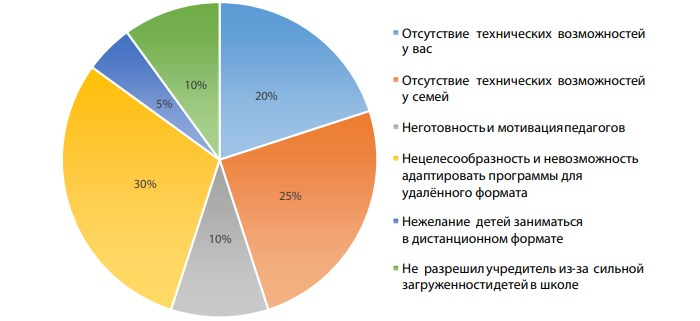 20%
25%
10%
30%
5%
10%
Отсутствие технических возможностей
у вас
Отсутствие технических возможностей
у семей
Неготовность и мотивация педагогов
Нецелесообразность и невозможность
адаптировать программы для
удалённого формата
Нежелание детей заниматься
в дистанционном формате
Не разрешил учредитель из-за сильной
загруженности детей в школе